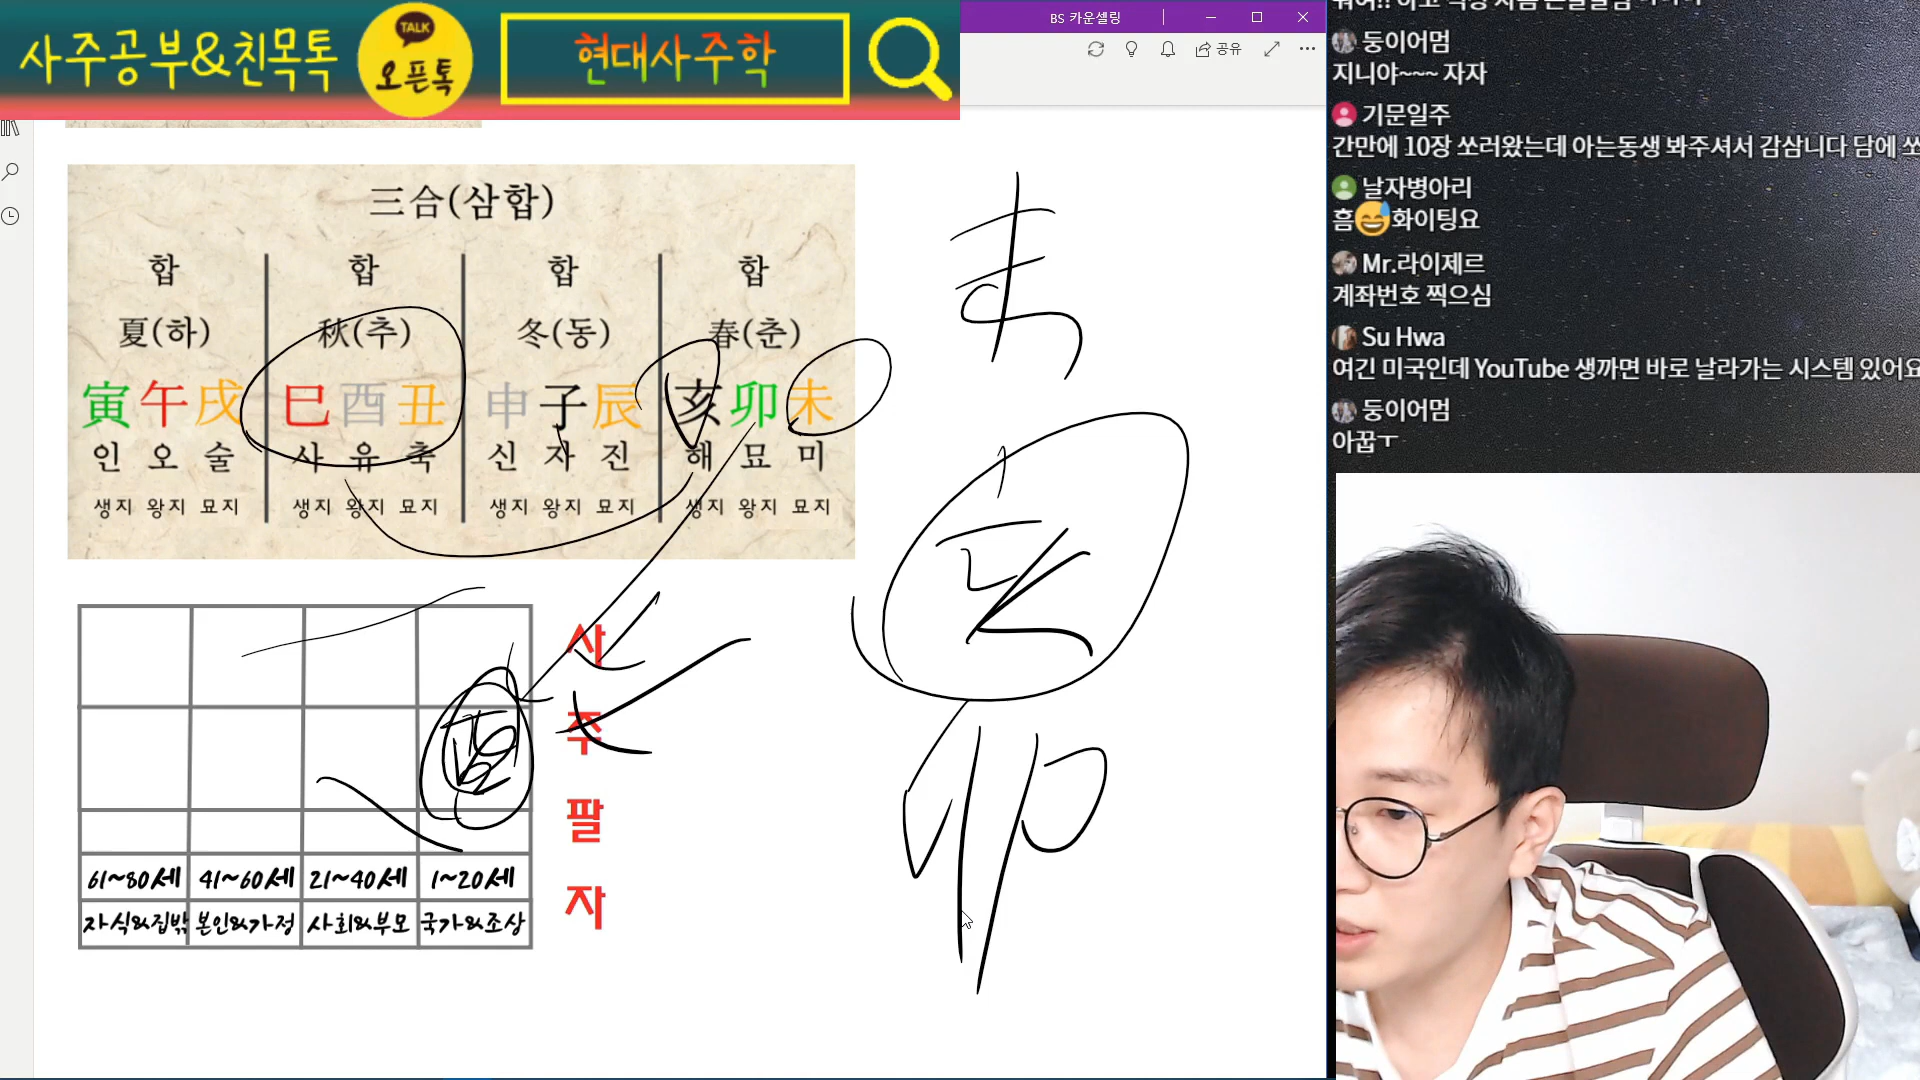 사주공부&친목톡
TALK
오픈톡
현대사주학
BS 카운셀링
공유
三合(삼합)
합 합 합 합
夏(하) 秋(추) 冬(동) 春(춘)
寅午戌 巳酉丑 申子辰 亥卯未
인 오 술 사 유 축 신 자 진 해 묘 미
생지 왕지 묘지 생지 왕지 묘지 생지 왕지 묘지 생지 왕지 묘지
未
亥
卯
酉
사
주
팔
자
61~80세 41~60세 21~40세 1~20세
자식&집밖 본인&가정 사회&부모 국가&조상
둥이어멈
지니야~~~ 자자
기문일주
간만에 10장 쏘러왔는데 아는동생 봐주셔서 감삼니다 담에 쏘
날자병아리
흠😅화이팅요
Mr.라이제르
계좌번호 찍으심
Su Hwa
여긴 미국인데 YouTube 생까면 바로 날라가는 시스템 있어요
둥이어멈
아꿉ㅜ